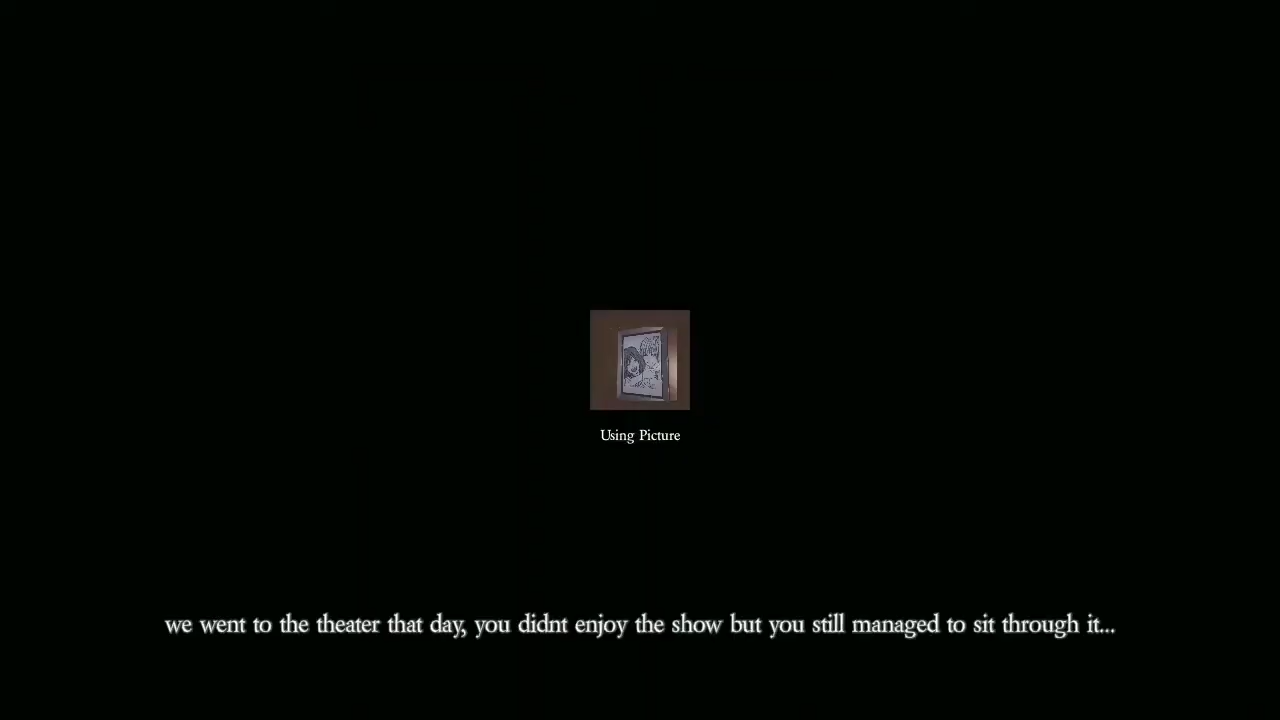 Using Picture
we went to the theater that day, you didnt enjoy the show but you still managed to sit through it...